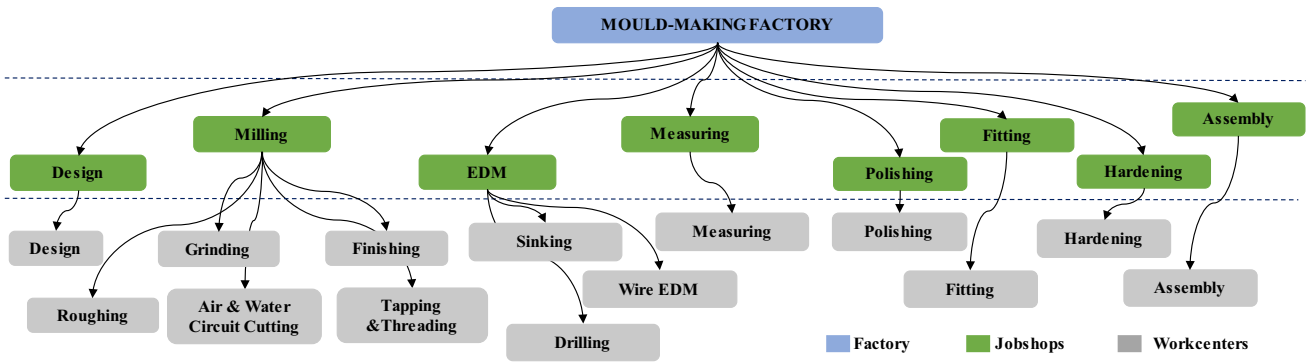 MOULD-MAKING FACTORY
Milling
Measuring
Fitting
Assembly
Design
EDM
Polishing
Hardening
Design
Grinding
Finishing
Sinking
Measuring
Polishing
Hardening
Roughing
Air & Water
Circuit Cutting
Tapping
&Threading
Wire EDM
Fitting
Assembly
Drilling
Factory
Jobshops
Workcenters